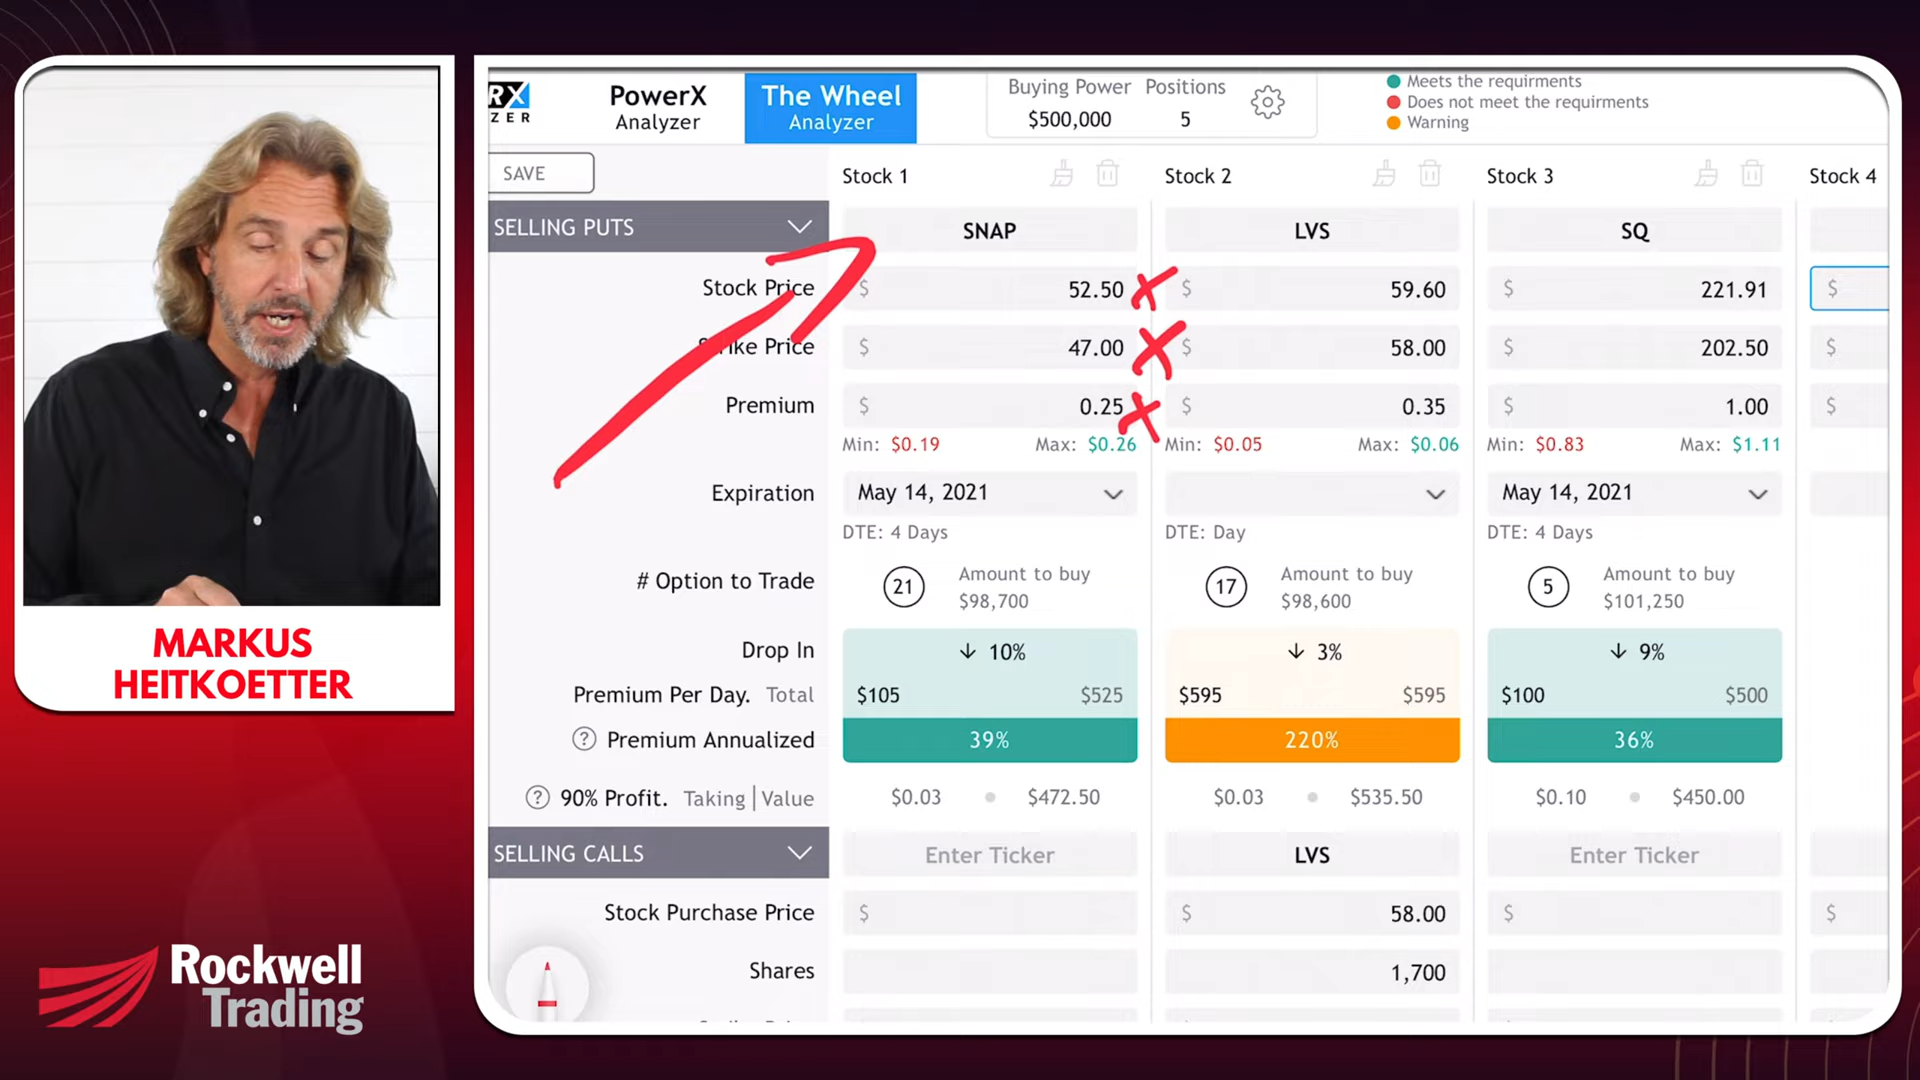 RX
ZER
PowerX
Analyzer
The Wheel
Analyzer
Buying Power Positions
$500,000 5
Meets the requirments
Does not meet the requirments
Warning
SAVE
Stock 1
Stock 2
Stock 3
Stock 4
SELLING PUTS
SNAP
LVS
SQ
Stock Price
$ 52.50
$ 59.60
$ 221.91
$
Strike Price
$ 47.00
$ 58.00
$ 202.50
$
Premium
$ 0.25
$ 0.35
$ 1.00
$
Min: $0.19 Max: $0.26
Min: $0.05 Max: $0.06
Min: $0.83 Max: $1.11
Expiration
May 14, 2021
May 14, 2021
DTE: 4 Days
DTE: Day
DTE: 4 Days
# Option to Trade
21 Amount to buy
$98,700
17 Amount to buy
$98,600
5 Amount to buy
$101,250
Drop In
↓ 10%
↓ 3%
↓ 9%
Premium Per Day. Total
$105 $525
$595 $595
$100 $500
? Premium Annualized
39%
220%
36%
? 90% Profit. Taking | Value
$0.03 $472.50
$0.03 $535.50
$0.10 $450.00
SELLING CALLS
Enter Ticker
LVS
Enter Ticker
Stock Purchase Price
$
$ 58.00
$
$
Shares
1,700
MARKUS
HEITKOETTER
Rockwell
Trading